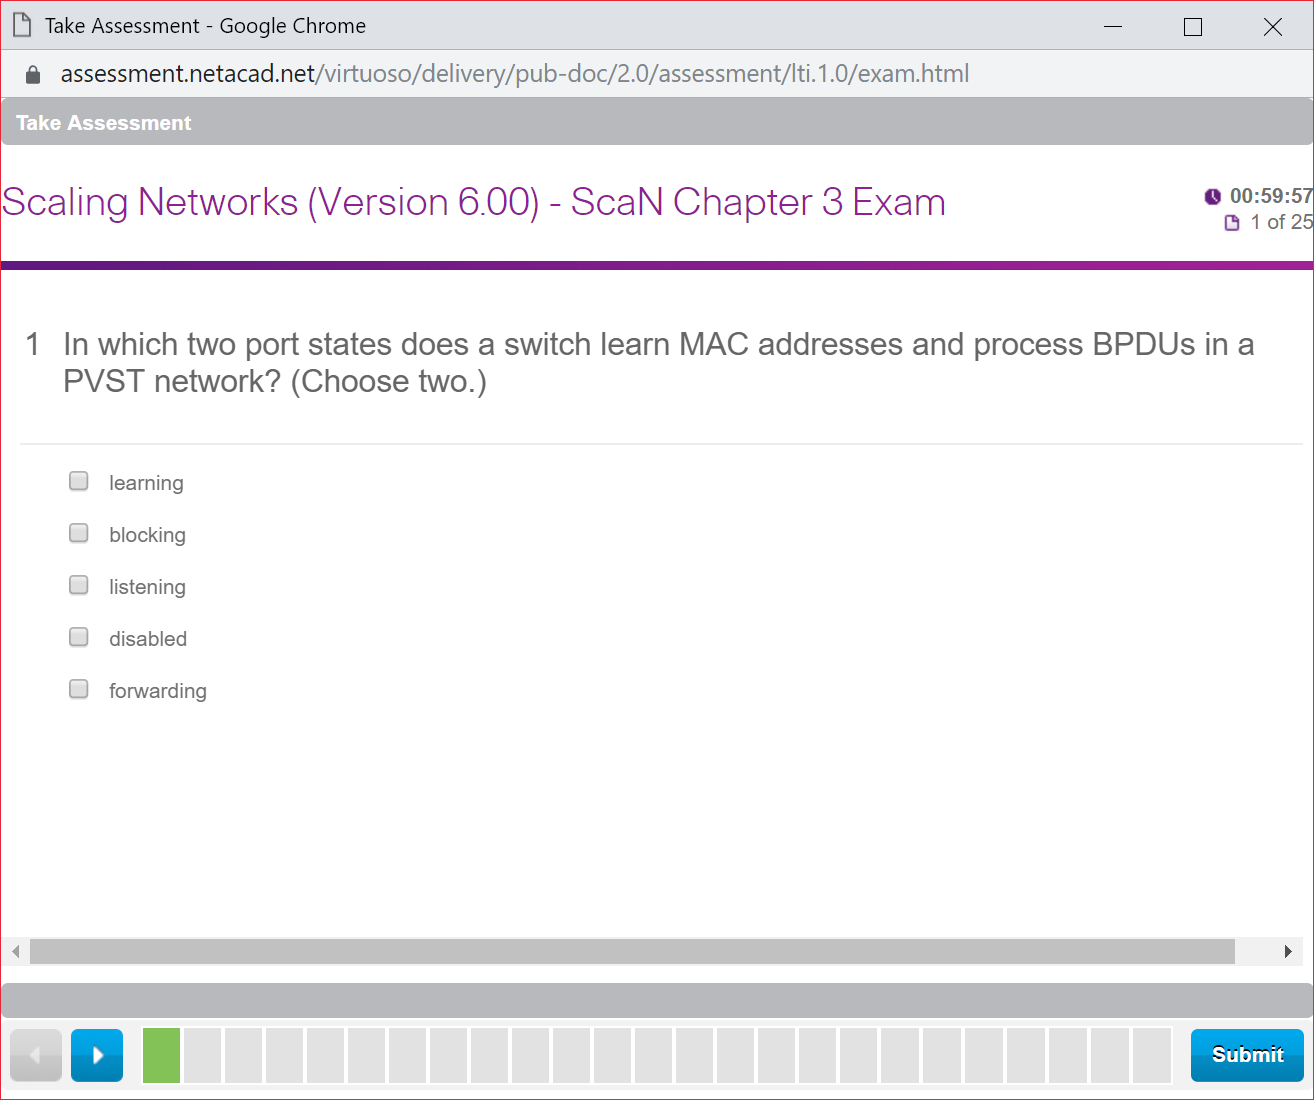 Take Assessment - Google Chrome
assessment.netacad.net/virtuoso/delivery/pub-doc/2.0/assessment/lti.1.0/exam.html
Take Assessment
Scaling Networks (Version 6.00) - ScaN Chapter 3 Exam
00:59:57
1 of 25
1 In which two port states does a switch learn MAC addresses and process BPDUs in a
PVST network? (Choose two.)
learning
blocking
listening
disabled
forwarding
Submit